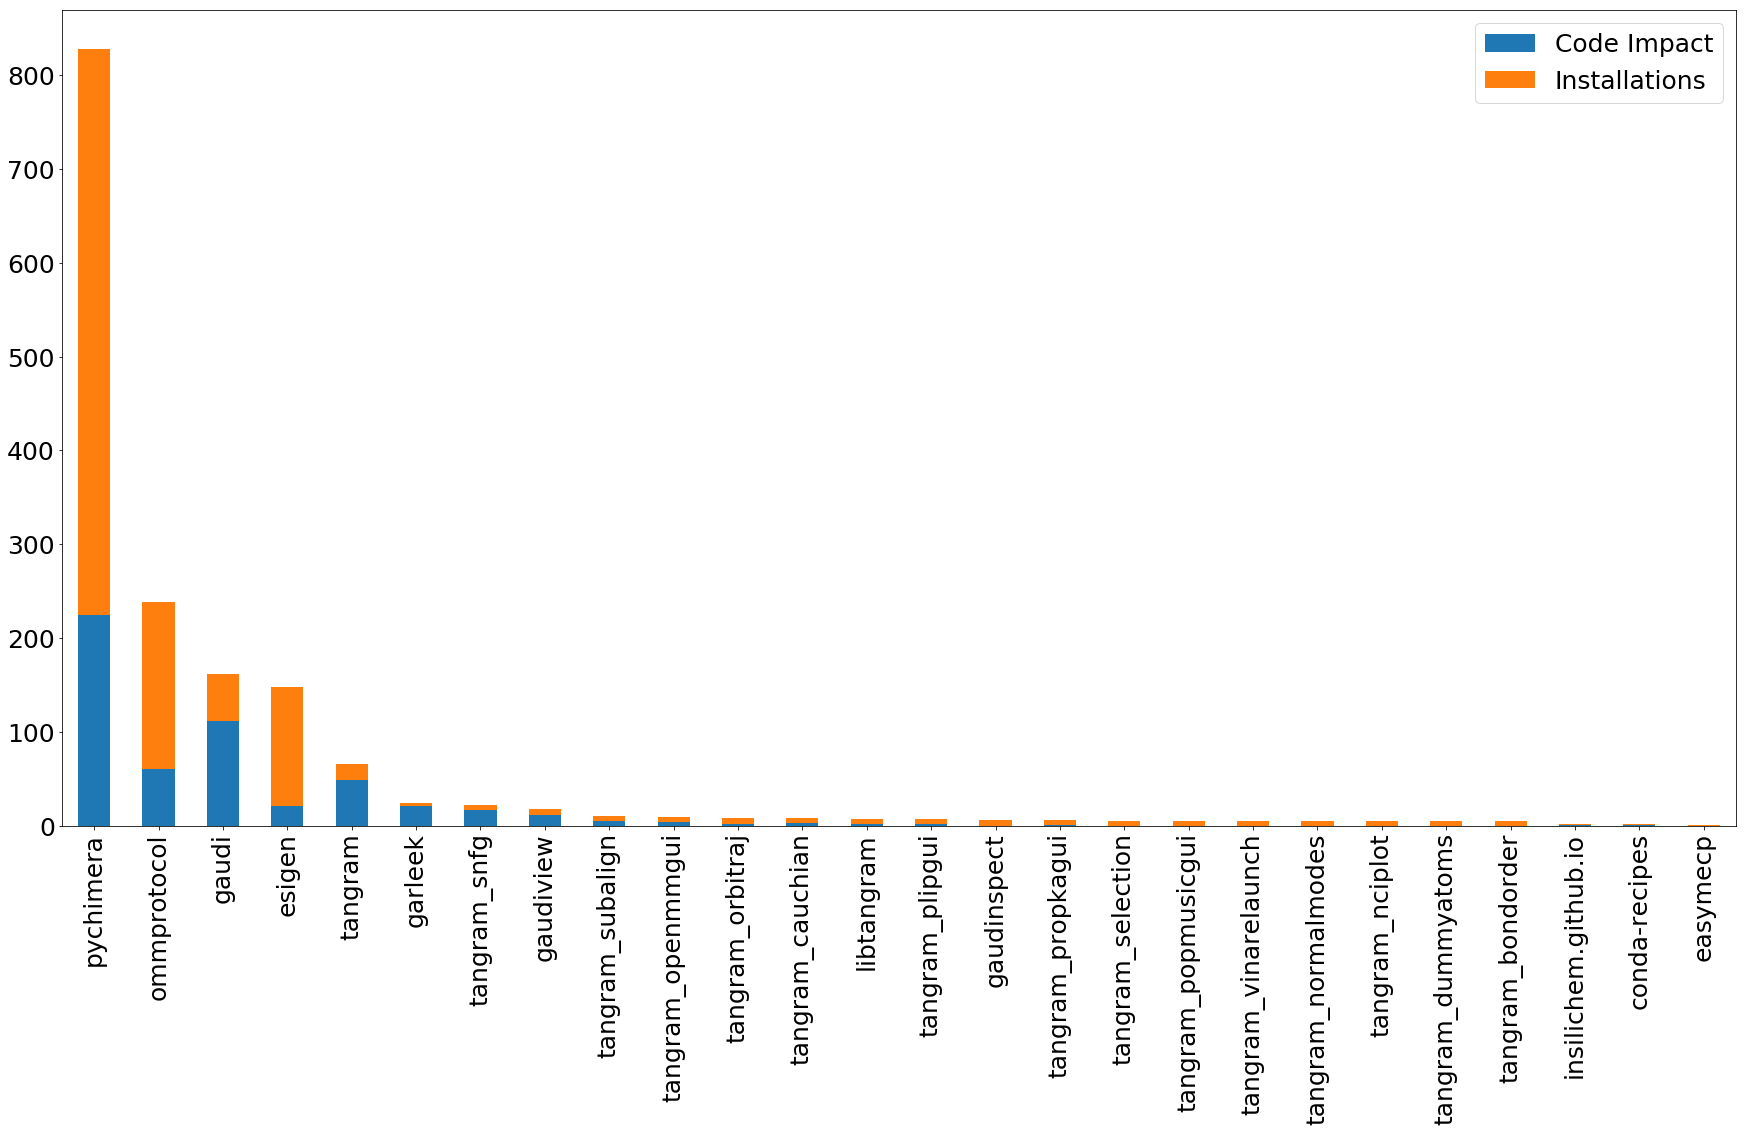 Code Impact
Installations
800
700
600
500
400
300
200
100
0
pychimera
ommprotocol
gaudi
esigen
tangram
garleek
tangram_snfg
gaudiview
tangram_subalign
tangram_openmmgui
tangram_orbitraj
tangram_cauchian
libtangram
tangram_plipgui
gaudinspect
tangram_propkagui
tangram_selection
tangram_popmusicgui
tangram_vinarelaunch
tangram_normalmodes
tangram_nciplot
tangram_dummyatoms
tangram_bondorder
insilichem.github.io
conda-recipes
easymecp